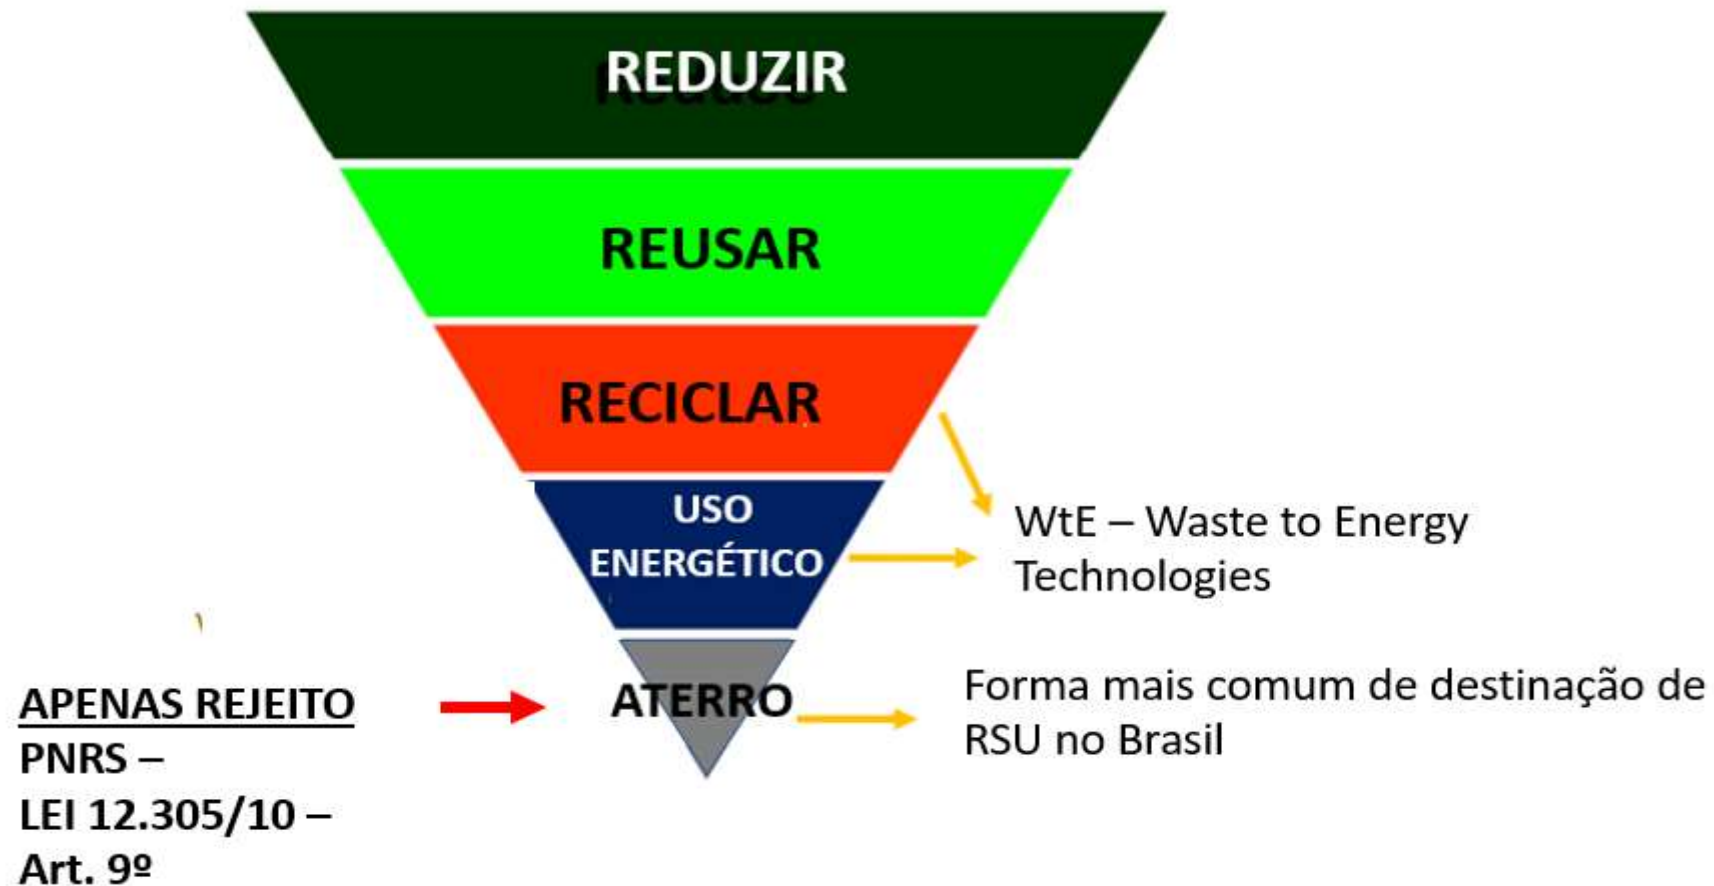 REDUZIR
REUSAR
RECICLAR
USO
ENERGÉTICO
WtE – Waste to Energy
Technologies
ATERRO
Forma mais comum de destinação de
RSU no Brasil
APENAS REJEITO
PNRS –
LEI 12.305/10 –
Art. 9º